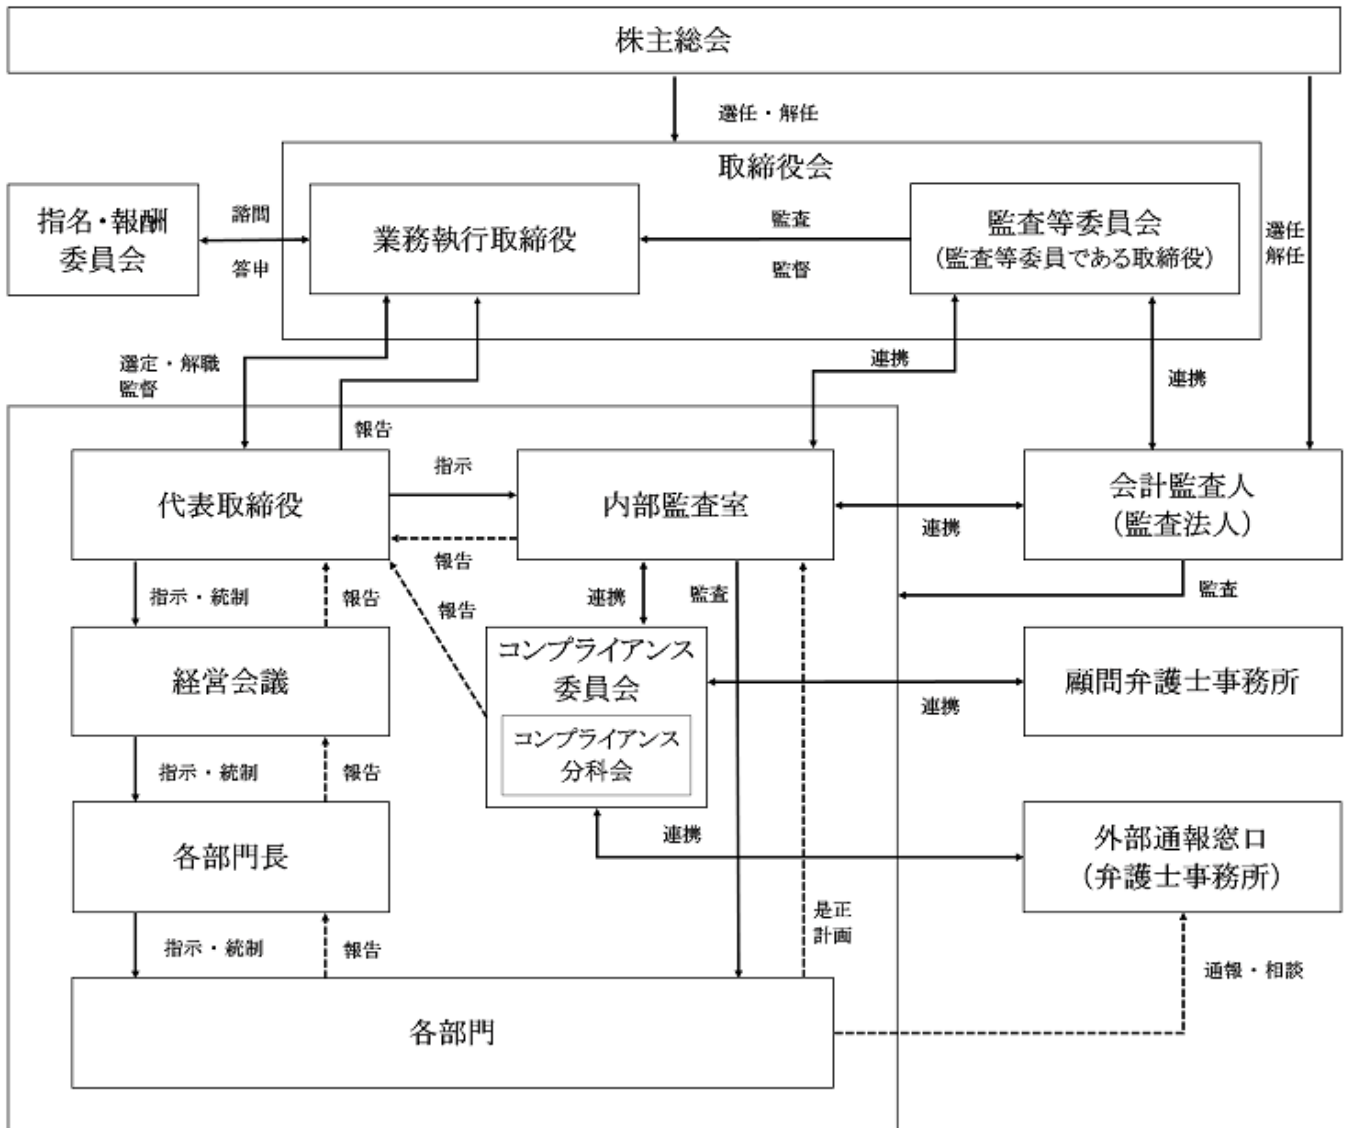 株主総会
選任・解任
取締役会
指名・報酬
委員会
諮問
答申
業務執行取締役
監査
監督
監査等委員会
（監査等委員である取締役）
選任
解任
選定・解職
監督
報告
連携
連携
代表取締役
指示
報告
内部監査室
連携
会計監査人
（監査法人）
監査
指示・統制
報告
報告
連携
監査
経営会議
コンプライアンス
委員会
コンプライアンス
分科会
連携
顧問弁護士事務所
指示・統制
報告
各部門長
連携
外部通報窓口
（弁護士事務所）
指示・統制
報告
是正
計画
通報・相談
各部門